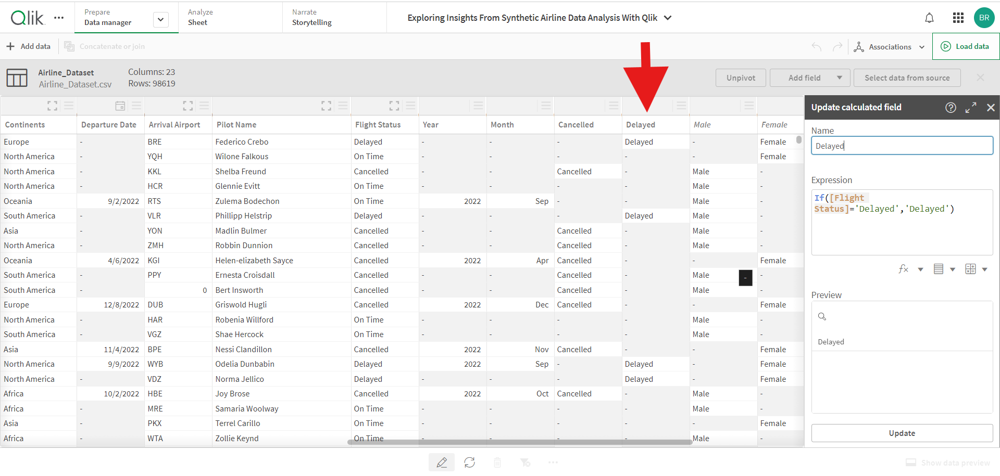 Qlik
Prepare
Data manager
Analyze
Sheet
Narrate
Storytelling
Exploring Insights From Synthetic Airline Data Analysis With Qlik
BR
Add data
Concatenate or join
Associations
Load data
Airline_Dataset
Airline_Dataset.csv
Columns: 23
Rows: 98619
Unpivot
Add field
Select data from source
Continents Departure Date Arrival Airport Pilot Name Flight Status Year Month Cancelled Delayed Male Female
Europe - BRE Federico Crebo Delayed - - - Delayed - Female
North America - YQH Wilone Falkous On Time - - - - - Female
North America - KKL Shelba Freund Cancelled - - Cancelled - Male -
North America - HCR Glennie Evitt On Time - - - - Male -
Oceania 9/2/2022 RTS Zulema Bodechon On Time 2022 Sep - - Male -
South America - VLR Phillipp Helstrip Delayed - - - Delayed Male -
Asia - YON Madlin Bulmer Cancelled - - Cancelled - Male -
North America - ZMH Robbin Dunnion Cancelled - - Cancelled - Male -
Oceania 4/6/2022 KGI Helen-elizabeth Sayce Cancelled 2022 Apr Cancelled - - Female
South America - PPY Ernesta Croisdall Cancelled - - Cancelled - Male -
South America - 0 Bert Insworth Cancelled - - Cancelled - Male -
Europe 12/8/2022 DUB Griswold Hugli Cancelled 2022 Dec Cancelled - - Female
North America - HAR Robenia Willford On Time - - - - Male -
South America - VGZ Shae Hercock On Time - - - - Male -
Asia 11/4/2022 BPE Nessi Clandillon Cancelled 2022 Nov Cancelled - - Female
North America 9/9/2022 WYB Odelia Dunbabin Delayed 2022 Sep - Delayed - Female
North America - VDZ Norma Jellico Delayed - - - Delayed - Female
Africa 10/2/2022 HBE Joy Brose Cancelled 2022 Oct Cancelled - Male -
Africa - MRE Samaria Woolway On Time - - - - Male -
Asia - PKX Terrel Carillo On Time - - - - - Female
Africa - WTA Zollie Keynd On Time - - - - Male -
-
Update calculated field
Name
Delayed
Expression
If([Flight
Status]='Delayed','Delayed')
fx
Preview
Delayed
Update
Show data preview